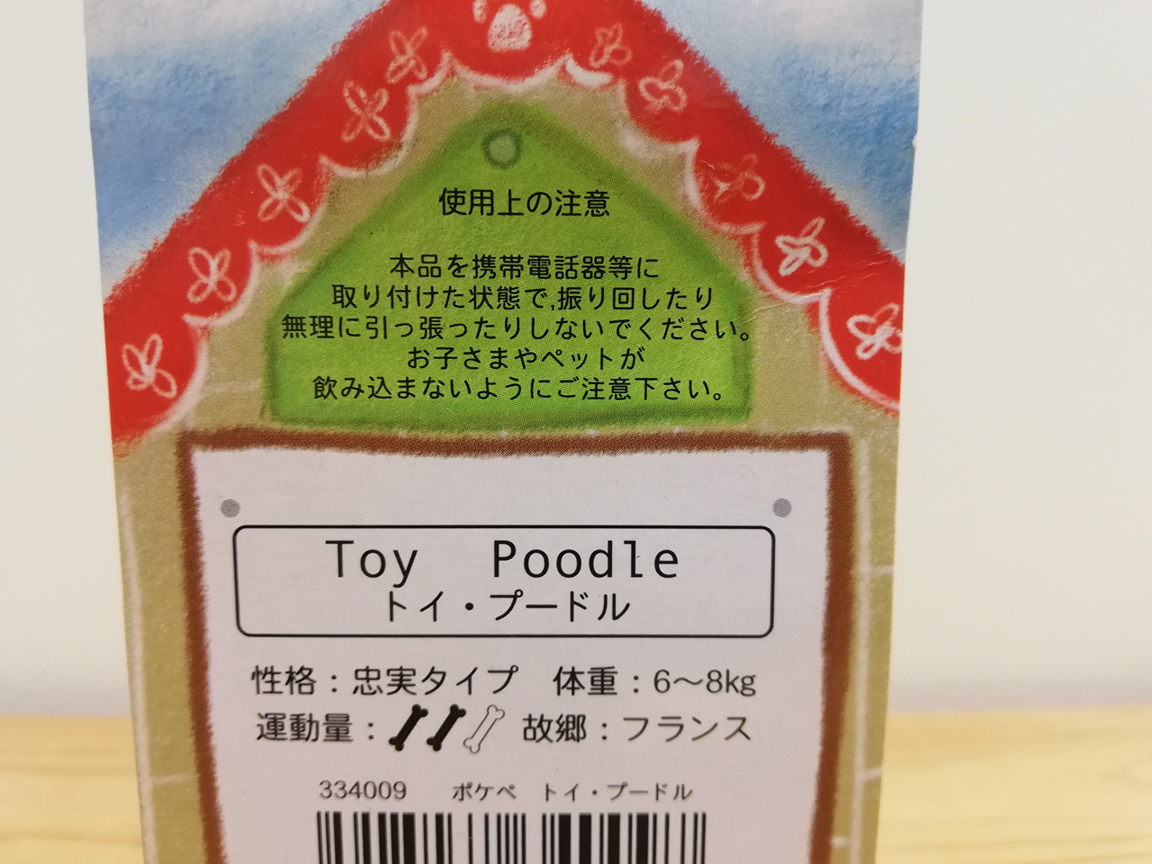 使用上の注意
本品を携帯電話器等に
取り付けた状態で,振り回したり
無理に引っ張ったりしないでください。
お子さまやペットが
飲み込まないようにご注意下さい。
Toy Poodle
トイ・プードル
性格：忠実タイプ 体重：6〜8kg
運動量： 故郷：フランス
334009 ポケペ トイ・プードル